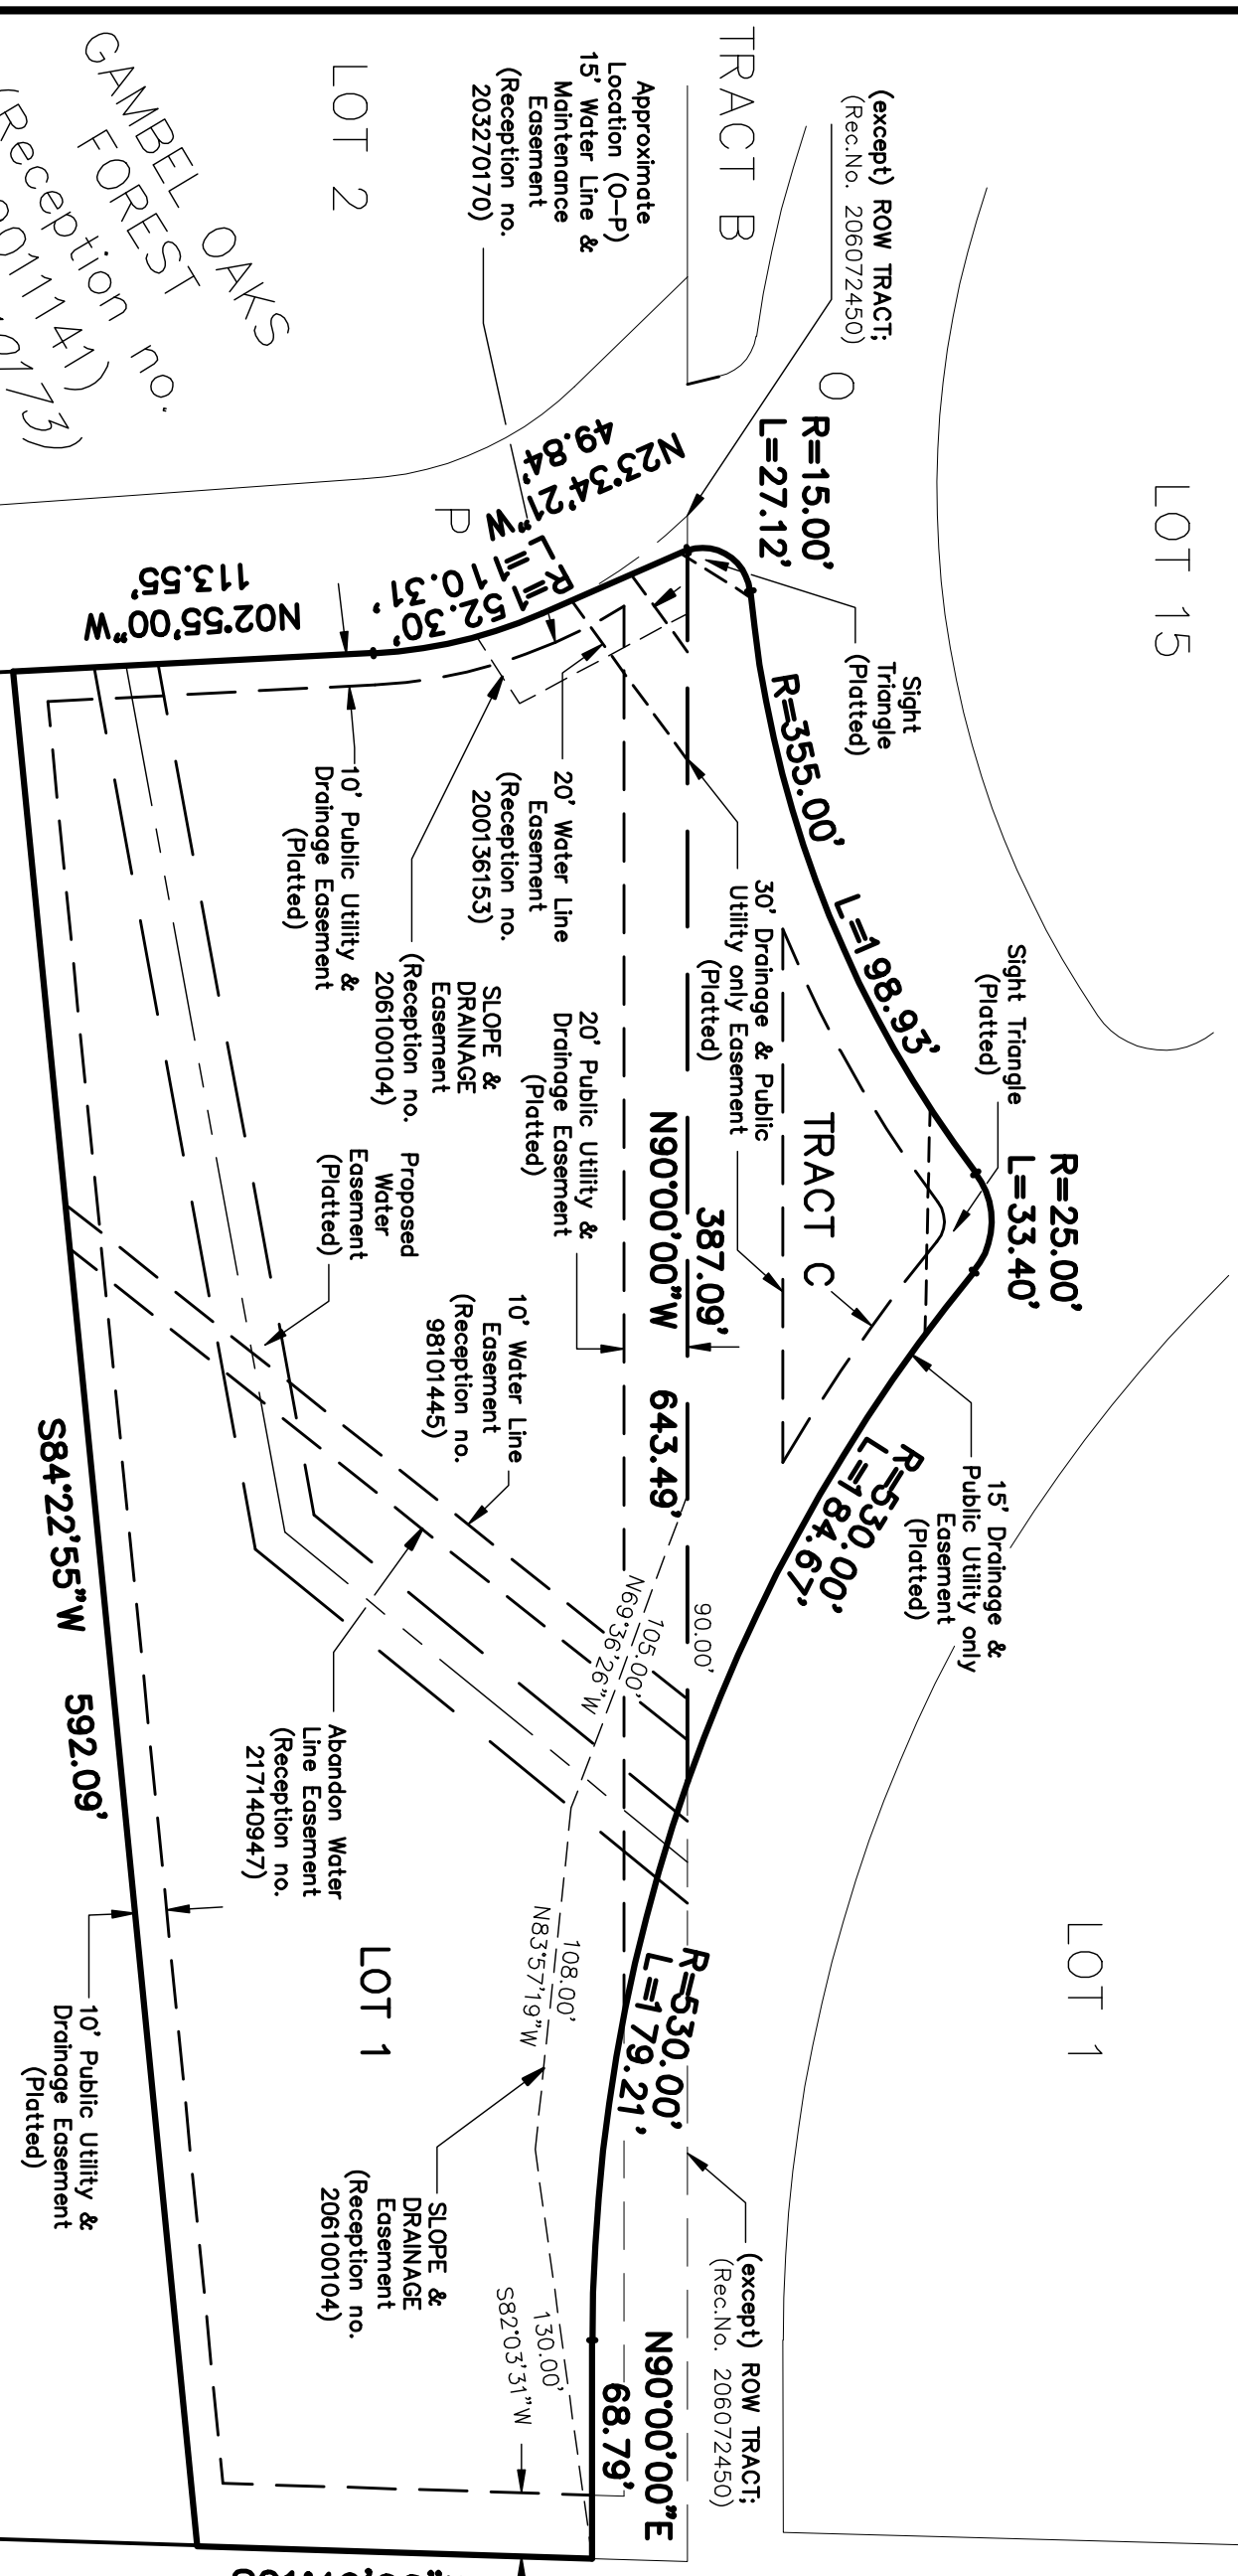 LOT 15
LOT 1
TRACT B
(except) ROW TRACT;
(Rec.No. 206072450)
O
R=15.00'
L=27.12'
Sight
Triangle
(Platted)
R=355.00'
L=198.93'
Sight Triangle
(Platted)
R=25.00'
L=33.40'
15' Drainage &
Public Utility only
Easement
(Platted)
R=530.00'
L=184.67'
TRACT C
30' Drainage & Public
Utility only Easement
(Platted)
387.09'
N90°00'00"W
643.49'
90.00'
105.00'
N69°36'26"W
R=530.00'
L=179.21'
(except) ROW TRACT;
(Rec.No. 206072450)
N90°00'00"E
68.79'
Approximate
Location (O-P)
15' Water Line &
Maintenance
Easement
(Reception no.
203270170)
N23°34'21"W
49.84'
P
R=152.30'
L=110.31'
20' Water Line
Easement
(Reception no.
200136153)
20' Public Utility &
Drainage Easement
(Platted)
SLOPE &
DRAINAGE
Easement
(Reception no.
206100104)
10' Water Line
Easement
(Reception no.
98101445)
108.00'
N83°57'19"W
130.00'
S82°03'31"W
SLOPE &
DRAINAGE
Easement
(Reception no.
206100104)
LOT 2
N02°55'00"W
113.55'
10' Public Utility &
Drainage Easement
(Platted)
Proposed
Water
Easement
(Platted)
Abandon Water
Line Easement
(Reception no.
217140947)
LOT 1
GAMBEL OAKS
FOREST
(Reception no.
S84°22'55"W
592.09'
10' Public Utility &
Drainage Easement
(Platted)